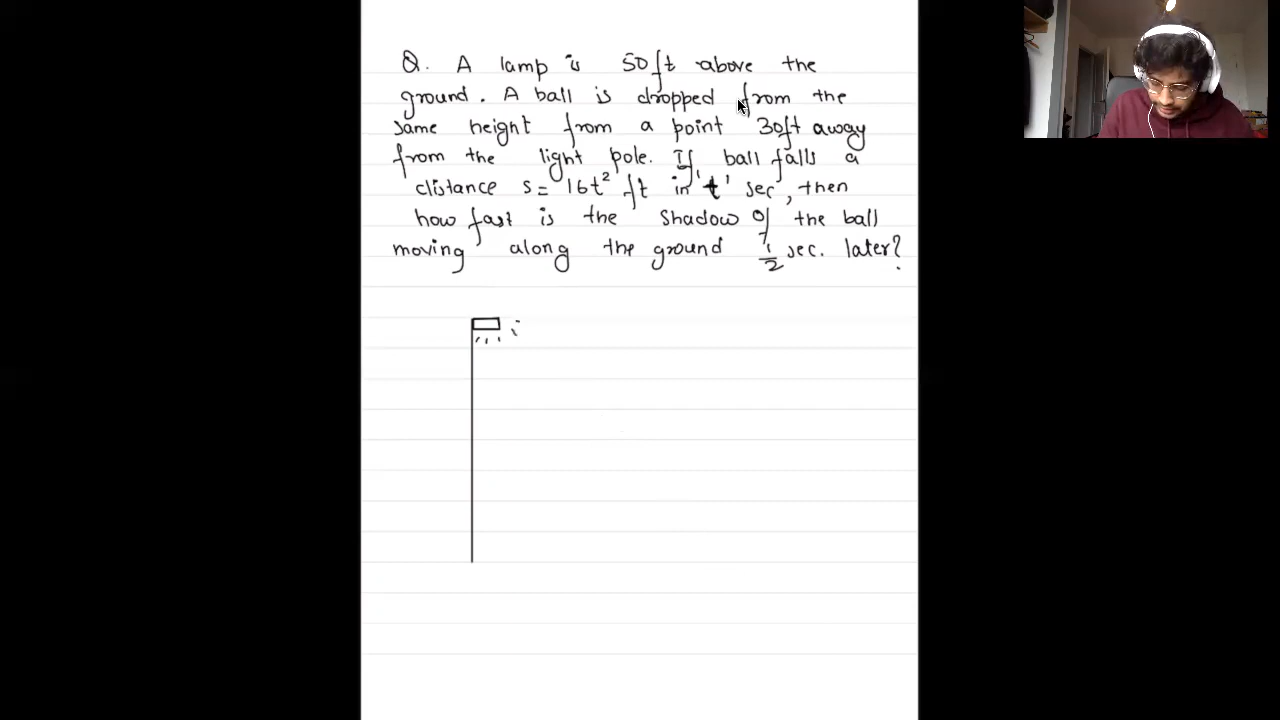 Q. A lamp is 50ft above the
ground. A ball is dropped from the
same height from a point 30ft away
from the light pole. If ball falls a
distance s = 16t² ft in 't' sec, then
how fast is the shadow of the ball
moving along the ground 1/2 sec. later?